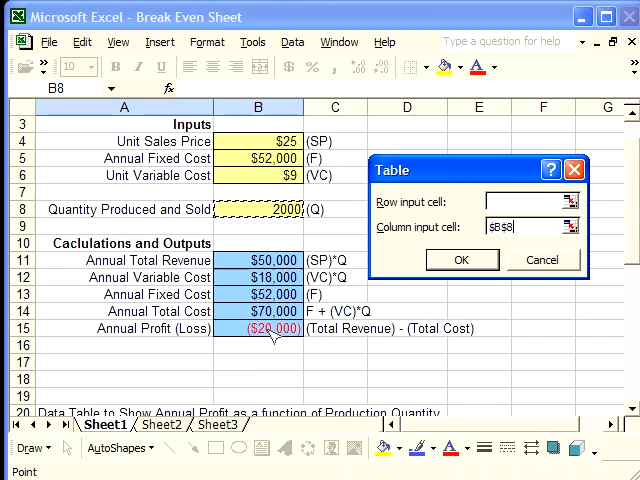 Microsoft Excel - Break Even Sheet
File Edit View Insert Format Tools Data Window Help Type a question for help
10 B I U $ %
B8 fx
A B C D E F G
3 Inputs
4 Unit Sales Price $25 (SP)
5 Annual Fixed Cost $52,000 (F)
6 Unit Variable Cost $9 (VC)
7
8 Quantity Produced and Sold 2000 (Q)
9
10 Caclulations and Outputs
11 Annual Total Revenue $50,000 (SP)*Q
12 Annual Variable Cost $18,000 (VC)*Q
13 Annual Fixed Cost $52,000 (F)
14 Annual Total Cost $70,000 F + (VC)*Q
15 Annual Profit (Loss) ($20,000) (Total Revenue) - (Total Cost)
16
17
18
19
20 Data Table to Show Annual Profit as a function of Production Quantity
Table
Row input cell:
Column input cell: $B$8
OK Cancel
Sheet1 Sheet2 Sheet3
Draw AutoShapes A
Point